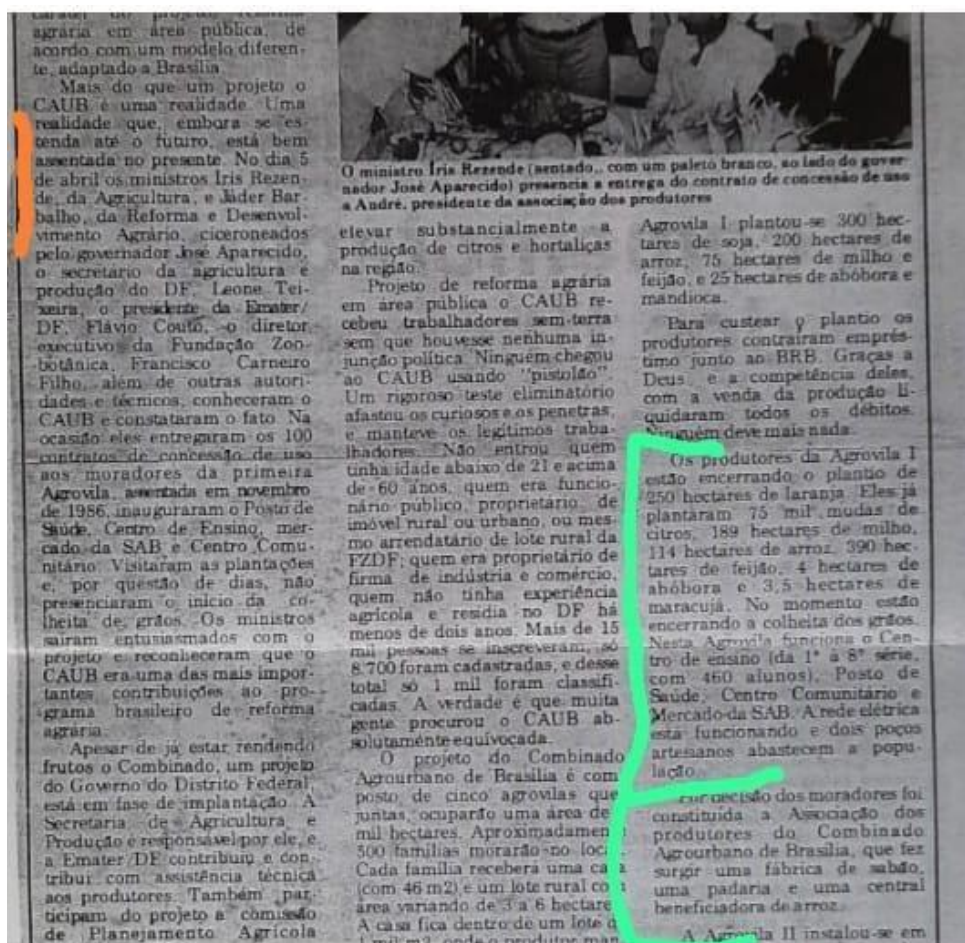 agrária em área pública, de
acordo com um modelo diferen-
te, adaptado a Brasília.
Mais do que um projeto o
CAUB é uma realidade. Uma
realidade que, embora se es-
tenda até o futuro, está bem
assentada no presente. No dia 5
de abril os ministros Iris Rezen-
de, da Agricultura, e Jáder Bar-
balho, da Reforma e Desenvol-
vimento Agrário, ciceroneados
pelo governador José Aparecido,
o secretário da agricultura e
produção do DF, Leone Tei-
xeira, o presidente da Emater/
DF, Flávio Couto, o diretor
executivo da Fundação Zoo-
botânica, Francisco Carneiro
Filho, além de outras autori-
dades e técnicos, conheceram o
CAUB e constataram o fato. Na
ocasião eles entregaram os 100
contratos de concessão de uso
aos moradores da primeira
Agrovila, assentada em novembro
de 1986, inauguraram o Posto de
Saúde, Centro de Ensino, mer-
cado da SAB e Centro Comu-
nitário. Visitaram as plantações
e, por questão de dias, não
presenciaram o início da co-
lheita de grãos. Os ministros
saíram entusiasmados com o
projeto e reconheceram que o
CAUB era uma das mais impor-
tantes contribuições ao pro-
grama brasileiro de reforma
agrária.
Apesar de já estar rendendo
frutos o Combinado, um projeto
do Governo do Distrito Federal,
está em fase de implantação. A
Secretaria de Agricultura e
Produção é responsável por ele, e
a Emater/DF contribuiu e con-
tribui com assistência técnica
aos produtores. Também par-
ticipam do projeto a comissão
de Planejamento Agrícola
O ministro Íris Rezende (sentado,, com um paletó branco, ao lado do gover-
nador José Aparecido) presencia a entrega do contrato de concessão de uso
a André, presidente da associação dos produtores
elevar substancialmente a
produção de citros e hortaliças
na região.
Projeto de reforma agrária
em área pública o CAUB re-
cebeu trabalhadores sem-terra
sem que houvesse nenhuma in-
junção política. Ninguém chegou
ao CAUB usando "pistolão"
Um rigoroso teste eliminatório
afastou os curiosos e os penetras,
e manteve os legítimos traba-
lhadores. Não entrou quem
tinha idade abaixo de 21 e acima
de 60 anos, quem era funcio-
nário público, proprietário de
imóvel rural ou urbano, ou mes-
mo arrendatário de lote rural da
FZDF; quem era proprietário de
firma de indústria e comércio,
quem não tinha experiência
agrícola e residia no DF há
menos de dois anos. Mais de 15
mil pessoas se inscreveram, só
8.700 foram cadastradas, e desse
total só 1 mil foram classifi-
cadas. A verdade é que muita
gente procurou o CAUB ab-
solutamente equivocada.
O projeto do Combinado
Agrourbano de Brasília é com
posto de cinco agrovilas que
juntas, ocuparão uma área de
mil hectares. Aproximadamen
500 famílias morarão no loc
Cada família receberá uma ca
(com 46 m2) e um lote rural co
área variando de 3 a 6 hectare
A casa fica dentro de um lote d
1 mil m2, onde o produtor man
Agrovila I plantou-se 300 hec-
tares de soja, 200 hectares de
arroz, 75 hectares de milho e
feijão, e 25 hectares de abóbora e
mandioca.
Para custear o plantio os
produtores contraíram emprés-
timo junto ao BRB. Graças a
Deus, e a competência deles,
com a venda da produção li-
quidaram todos os débitos.
Ninguém deve mais nada.
Os produtores da Agrovila I
estão encerrando o plantio de
250 hectares de laranja. Eles já
plantaram 75 mil mudas de
citros, 189 hectares de milho,
114 hectares de arroz, 390 hec-
tares de feijão, 4 hectares de
abóbora e 3,5 hectares de
maracujá. No momento estão
encerrando a colheita dos grãos.
Nesta Agrovila funciona o Cen-
tro de ensino (da 1ª à 8ª série,
com 460 alunos), Posto de
Saúde, Centro Comunitário e
Mercado da SAB. A rede elétrica
está funcionando e dois poços
artesanos abastecem a popu-
lação.
Por decisão dos moradores foi
constituída a Associação dos
produtores do Combinado
Agrourbano de Brasília, que fez
surgir uma fábrica de sabão,
uma padaria e uma central
beneficiadora de arroz.
A Agrovila II instalou-se em